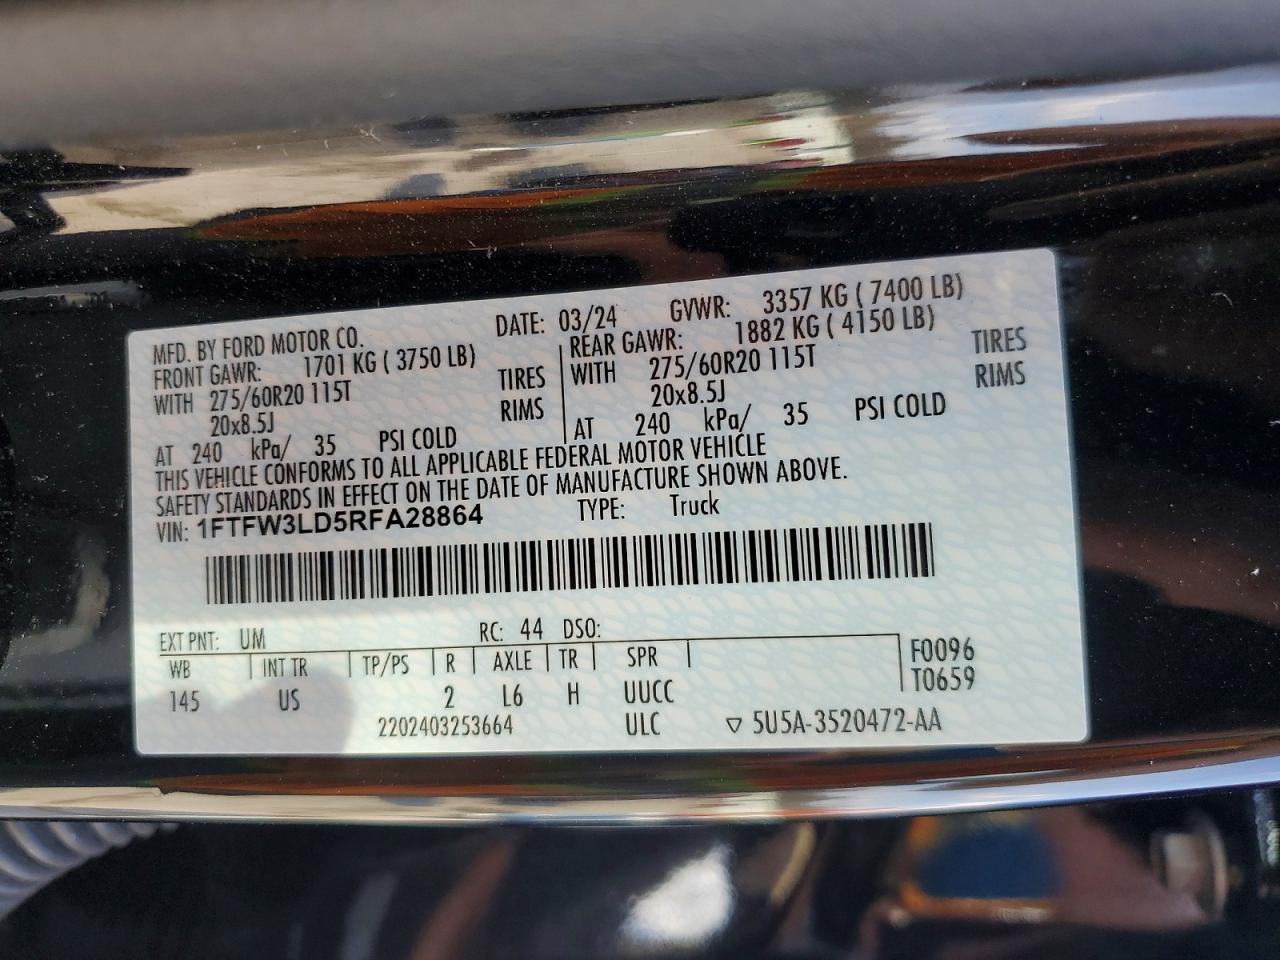 MFD. BY FORD MOTOR CO. DATE: 03/24 GVWR: 3357 KG ( 7400 LB)
FRONT GAWR: 1701 KG ( 3750 LB) REAR GAWR: 1882 KG ( 4150 LB)
WITH 275/60R20 115T TIRES WITH 275/60R20 115T TIRES
20x8.5J RIMS 20x8.5J RIMS
AT 240 kPa/ 35 PSI COLD AT 240 kPa/ 35 PSI COLD
THIS VEHICLE CONFORMS TO ALL APPLICABLE FEDERAL MOTOR VEHICLE
SAFETY STANDARDS IN EFFECT ON THE DATE OF MANUFACTURE SHOWN ABOVE.
VIN: 1FTFW3LD5RFA28864 TYPE: Truck
EXT PNT: UM RC: 44 DSO:
WB INT TR TP/PS R AXLE TR SPR F0096
145 US 2 L6 H UUCC T0659
2202403253664 ULC ▽ 5U5A-3520472-AA